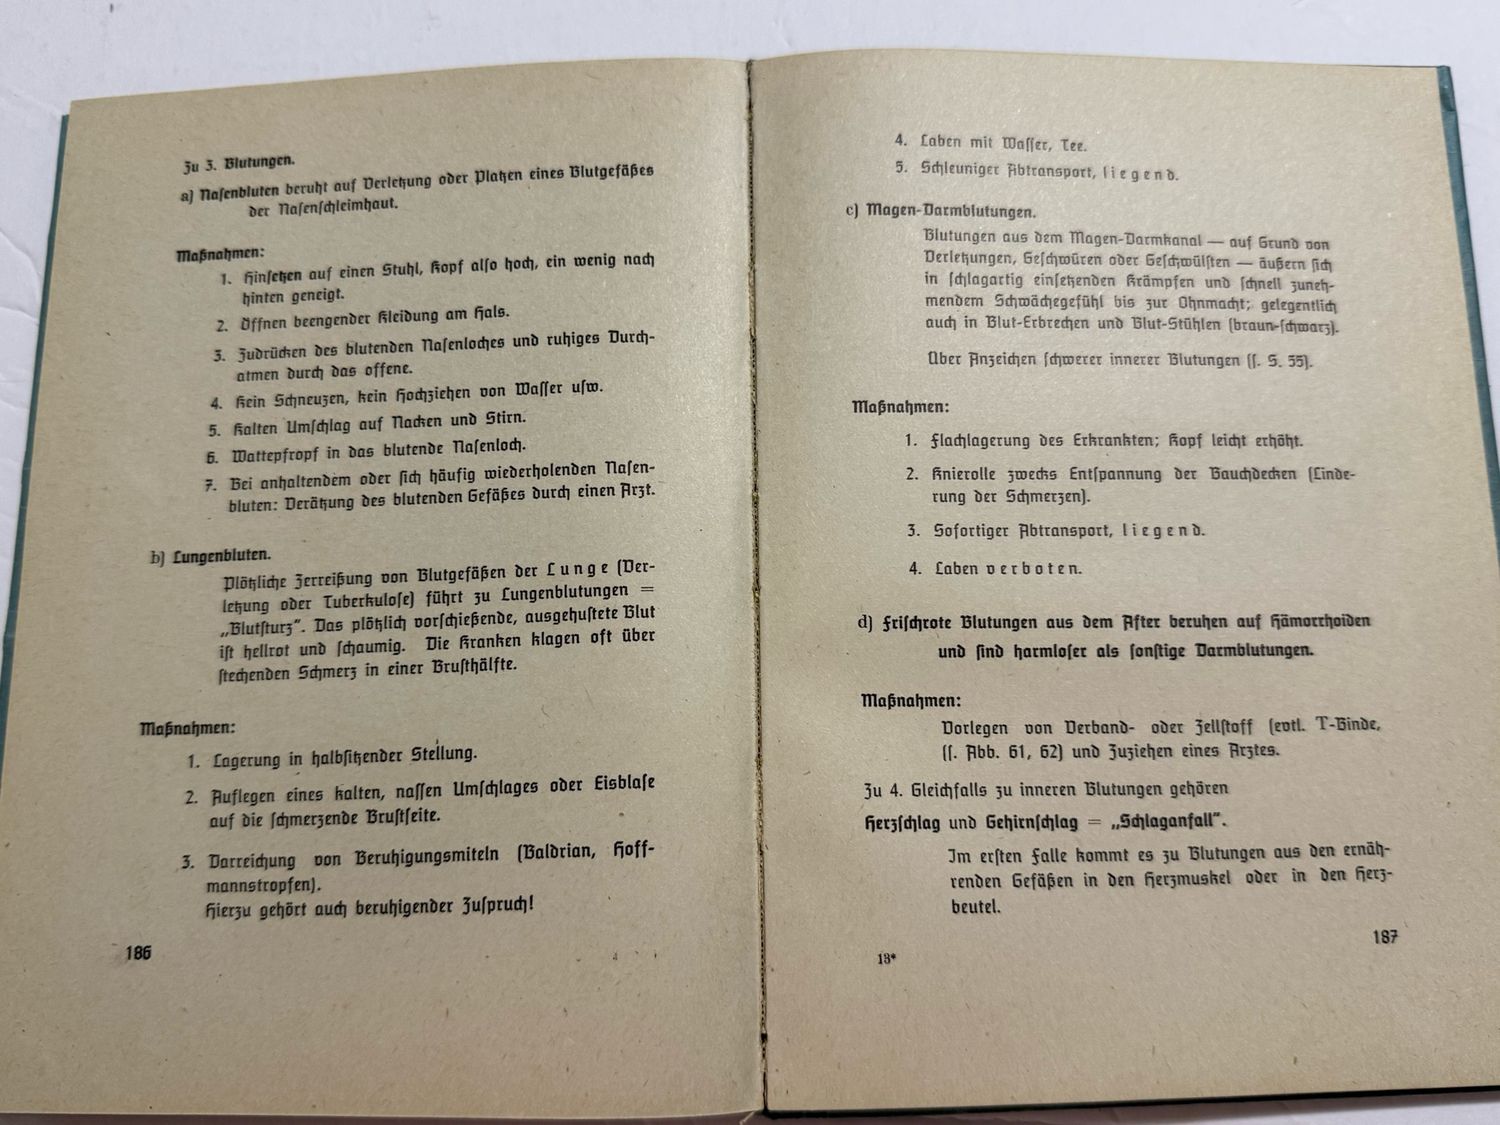 Zu 3. Blutungen.
a) Nasenbluten beruht auf Verletzung oder Platzen eines Blutgefäßes
der Nasenschleimhaut.
Maßnahmen:
1. Hinsetzen auf einen Stuhl, Kopf also hoch, ein wenig nach
hinten geneigt.
2. Öffnen beengender Kleidung am Hals.
3. Zudrücken des blutenden Nasenloches und ruhiges Durch-
atmen durch das offene.
4. Kein Schneuzen, kein Hochziehen von Wasser usw.
5. Kalten Umschlag auf Nacken und Stirn.
6. Wattepfropf in das blutende Nasenloch.
7. Bei anhaltendem oder sich häufig wiederholenden Nasen-
bluten: Verätzung des blutenden Gefäßes durch einen Arzt.
b) Lungenbluten.
Plötzliche Zerreißung von Blutgefäßen der Lunge (Ver-
letzung oder Tuberkulose) führt zu Lungenblutungen =
„Blutsturz“. Das plötzlich vorschießende, ausgehustete Blut
ist hellrot und schaumig. Die Kranken klagen oft über
stechenden Schmerz in einer Brusthälfte.
Maßnahmen:
1. Lagerung in halbsitzender Stellung.
2. Auflegen eines kalten, nassen Umschlages oder Eisblase
auf die schmerzende Brustseite.
3. Darreichung von Beruhigungsmiteln (Baldrian, Hoff-
mannstropfen).
Hierzu gehört auch beruhigender Zuspruch!
186
4. Laben mit Wasser, Tee.
5. Schleuniger Abtransport, liegend.
c) Magen-Darmblutungen.
Blutungen aus dem Magen-Darmkanal — auf Grund von
Verletzungen, Geschwüren oder Geschwülsten — äußern sich
in schlagartig einsetzenden Krämpfen und schnell zuneh-
mendem Schwächegefühl bis zur Ohnmacht; gelegentlich
auch in Blut-Erbrechen und Blut-Stühlen (braun-schwarz).
Über Anzeichen schwerer innerer Blutungen (s. S. 55).
Maßnahmen:
1. Flachlagerung des Erkrankten; Kopf leicht erhöht.
2. Knierolle zwecks Entspannung der Bauchdecken (Linde-
rung der Schmerzen).
3. Sofortiger Abtransport, liegend.
4. Laben verboten.
d) Frischrote Blutungen aus dem After beruhen auf Hämorrhoiden
und sind harmloser als sonstige Darmblutungen.
Maßnahmen:
Vorlegen von Verband- oder Zellstoff (evtl. T-Binde,
(s. Abb. 61, 62) und Zuziehen eines Arztes.
Zu 4. Gleichfalls zu inneren Blutungen gehören
Herzschlag und Gehirnschlag = „Schlaganfall“.
Im ersten Falle kommt es zu Blutungen aus den ernäh-
renden Gefäßen in den Herzmuskel oder in den Herz-
beutel.
187
13*